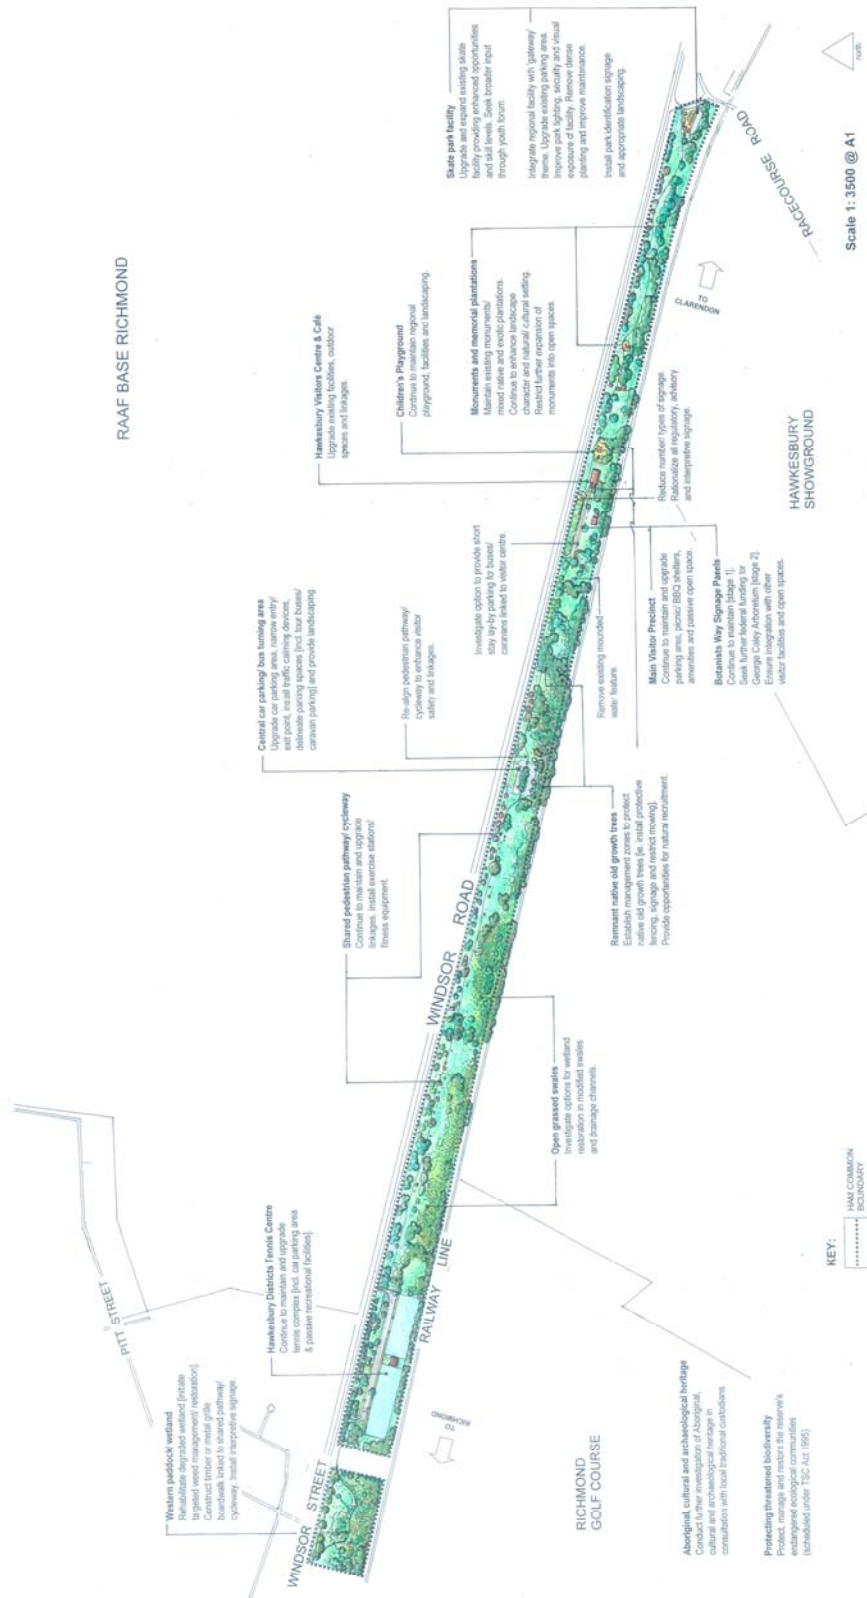 RAAF BASE RICHMOND
Skate park facility
Upgrade and expand existing skate
facility providing enhanced opportunities
and skill levels. Seek broader input
through youth forum.
Integrate regional facility with 'gateway'
theme. Upgrade existing parking area.
Improve park lighting, security and visual
exposure of facility. Remove dense
planting and improve maintenance.
Install park identification signage
and appropriate landscaping.
north
Hawkesbury Visitors Centre & Café
Upgrade existing facilities, outdoor
spaces and linkages.
Children's Playground
Continue to maintain regional
playground, facilities and landscaping.
Monuments and memorial plantations
Maintain existing monuments/
mixed native and exotic plantations.
Continue to enhance landscape
character and natural/ cultural setting.
Restrict further expansion of
monuments into open spaces.
RACECOURSE ROAD
Scale 1: 3500 @ A1
TO
CLARENDON
Central car parking/ bus turning area
Upgrade car parking area, narrow entry/
exit point, install traffic calming devices,
delineate parking spaces [incl. tour buses/
caravan parking] and provide landscaping.
Re-align pedestrian pathway/
cycleway to enhance visitor
safety and linkages.
Investigate option to provide short
stay lay-by parking for buses/
caravans linked to visitor centre.
Reduce number/ types of signage.
Rationalize all regulatory, advisory
and interpretive signage.
HAWKESBURY
SHOWGROUND
Remove existing mounded
water feature.
Main Visitor Precinct
Continue to maintain and upgrade
parking area, picnic/ BBQ shelters,
amenities and passive open space.
Botanists Way Signage Panels
Continue to maintain [stage 1].
Seek further federal funding for
George Caley Arboretum [stage 2].
Ensure integration with other
visitor facilities and open spaces.
Shared pedestrian pathway/ cycleway
Continue to maintain and upgrade
linkages. Install exercise stations/
fitness equipment.
WINDSOR ROAD
Remnant native old growth trees
Establish management zones to protect
native old growth trees [ie. install protective
fencing, signage and restrict mowing].
Provide opportunities for natural recruitment.
Open grassed swales
Investigate options for wetland
restoration in modified swales
and drainage channels.
PITT STREET
Hawkesbury Districts Tennis Centre
Continue to maintain and upgrade
tennis complex [incl. car parking area
& passive recreational facilities].
RAILWAY LINE
Western paddock/ wetland
Rehabilitate degraded wetland [initiate
targeted weed management/ restoration].
Construct timber or metal grille
boardwalk linked to shared pathway/
cycleway. Install interpretive signage.
WINDSOR STREET
TO
RICHMOND
RICHMOND
GOLF COURSE
Aboriginal, cultural and archaeological heritage
Conduct further investigation of Aboriginal,
cultural and archaeological heritage in
consultation with local traditional custodians.
Protecting threatened biodiversity
Protect, manage and restore the reserve's
endangered ecological communities
(scheduled under TSC Act 1995)
KEY:
HAM COMMON
BOUNDARY